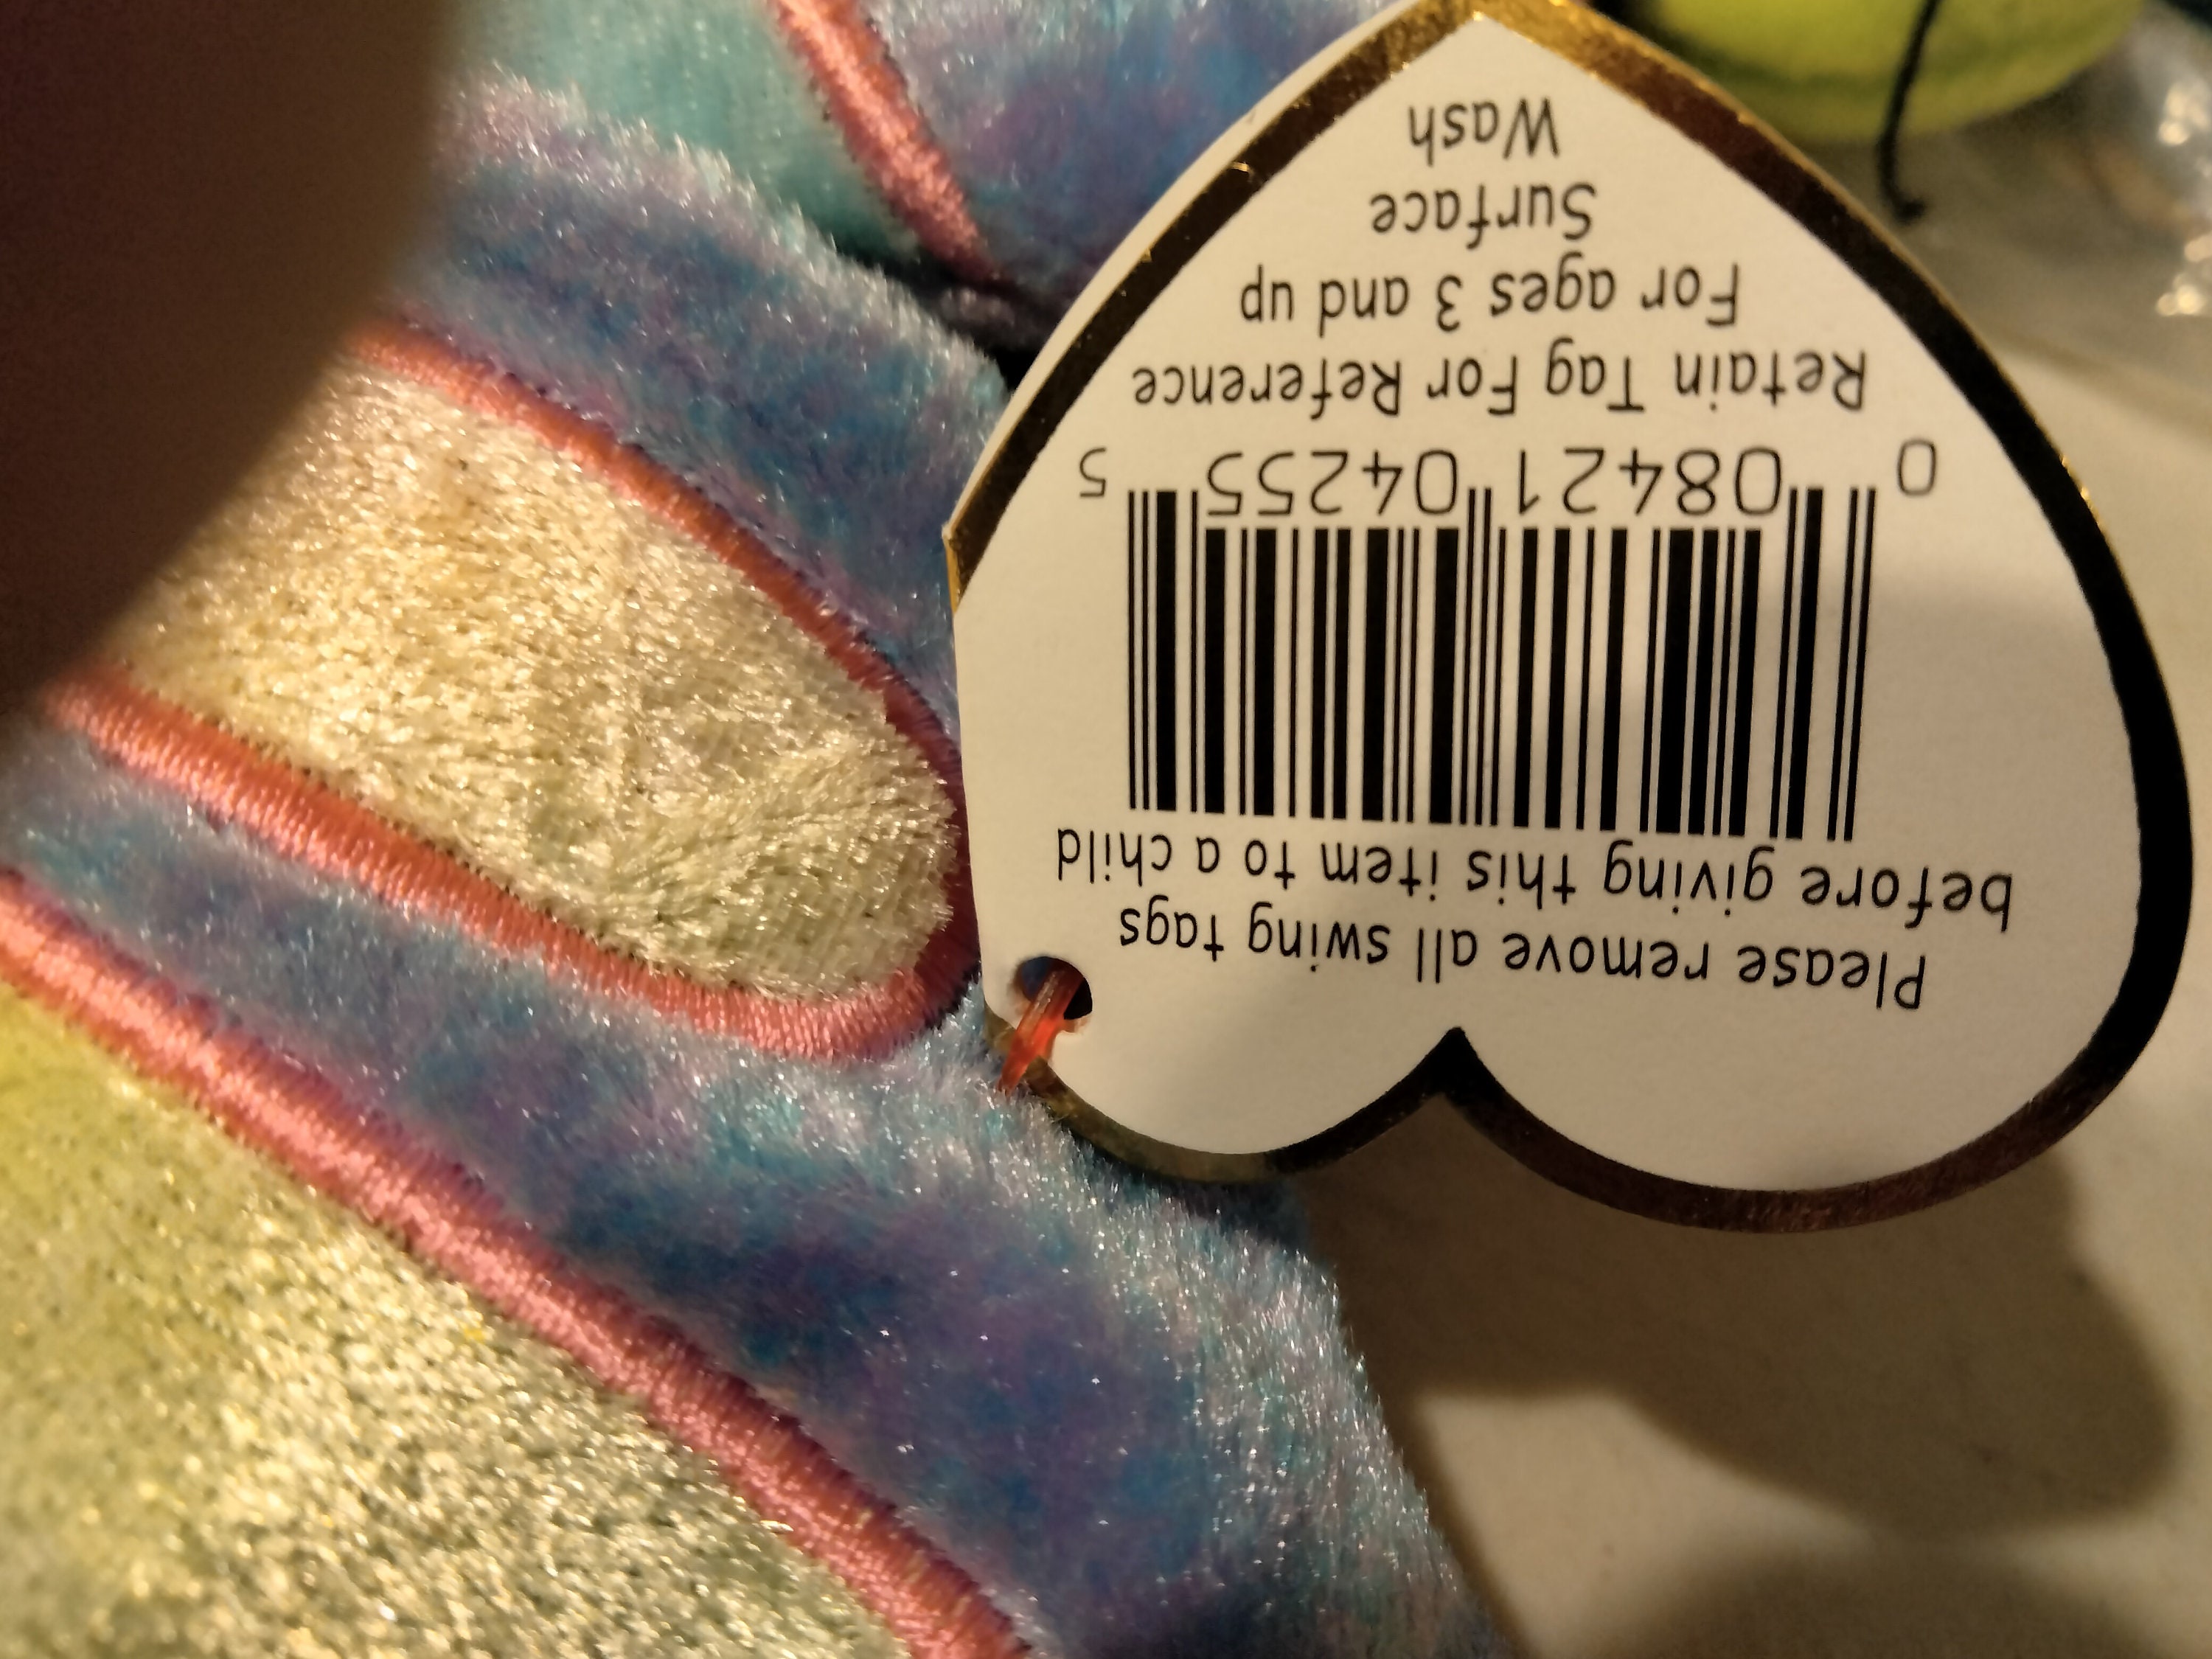 Please remove all swing tags
before giving this item to a child
0 08421 04255 5
Retain Tag For Reference
For ages 3 and up
Surface
Wash